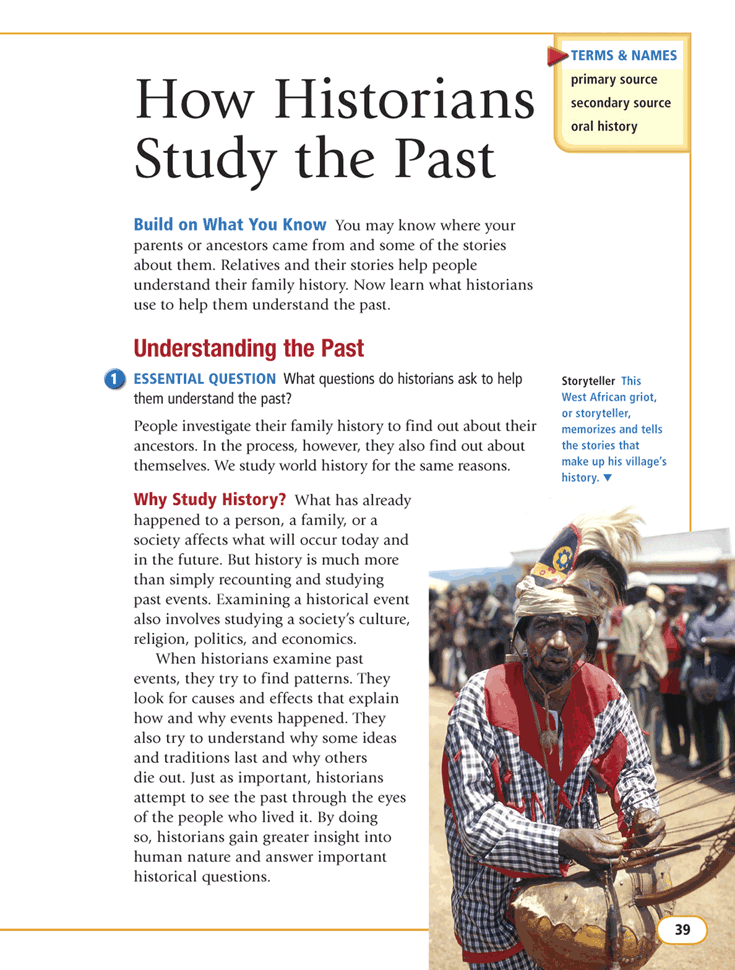 TERMS & NAMES
primary source
secondary source
oral history
How Historians
Study the Past
Build on What You Know You may know where your
parents or ancestors came from and some of the stories
about them. Relatives and their stories help people
understand their family history. Now learn what historians
use to help them understand the past.
Understanding the Past
1 ESSENTIAL QUESTION What questions do historians ask to help
them understand the past?
People investigate their family history to find out about their
ancestors. In the process, however, they also find out about
themselves. We study world history for the same reasons.
Why Study History? What has already
happened to a person, a family, or a
society affects what will occur today and
in the future. But history is much more
than simply recounting and studying
past events. Examining a historical event
also involves studying a society's culture,
religion, politics, and economics.
When historians examine past
events, they try to find patterns. They
look for causes and effects that explain
how and why events happened. They
also try to understand why some ideas
and traditions last and why others
die out. Just as important, historians
attempt to see the past through the eyes
of the people who lived it. By doing
so, historians gain greater insight into
human nature and answer important
historical questions.
Storyteller This
West African griot,
or storyteller,
memorizes and tells
the stories that
make up his village's
history. ▼
39